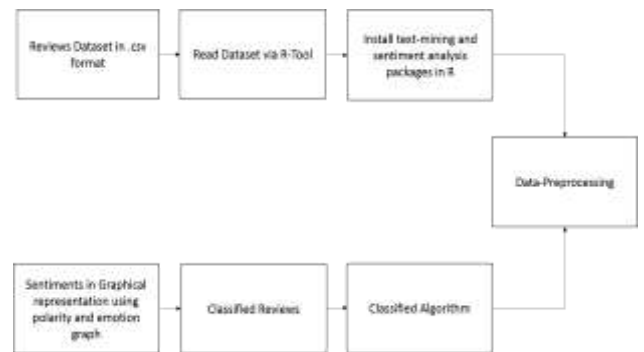 Reviews Dataset in .csv
format
Read Dataset via R-Tool
Install text-mining and
sentiment analysis
packages in R
Data-Preprocessing
Sentiments in Graphical
representation using
polarity and emotion
graph
Classified Reviews
Classified Algorithm